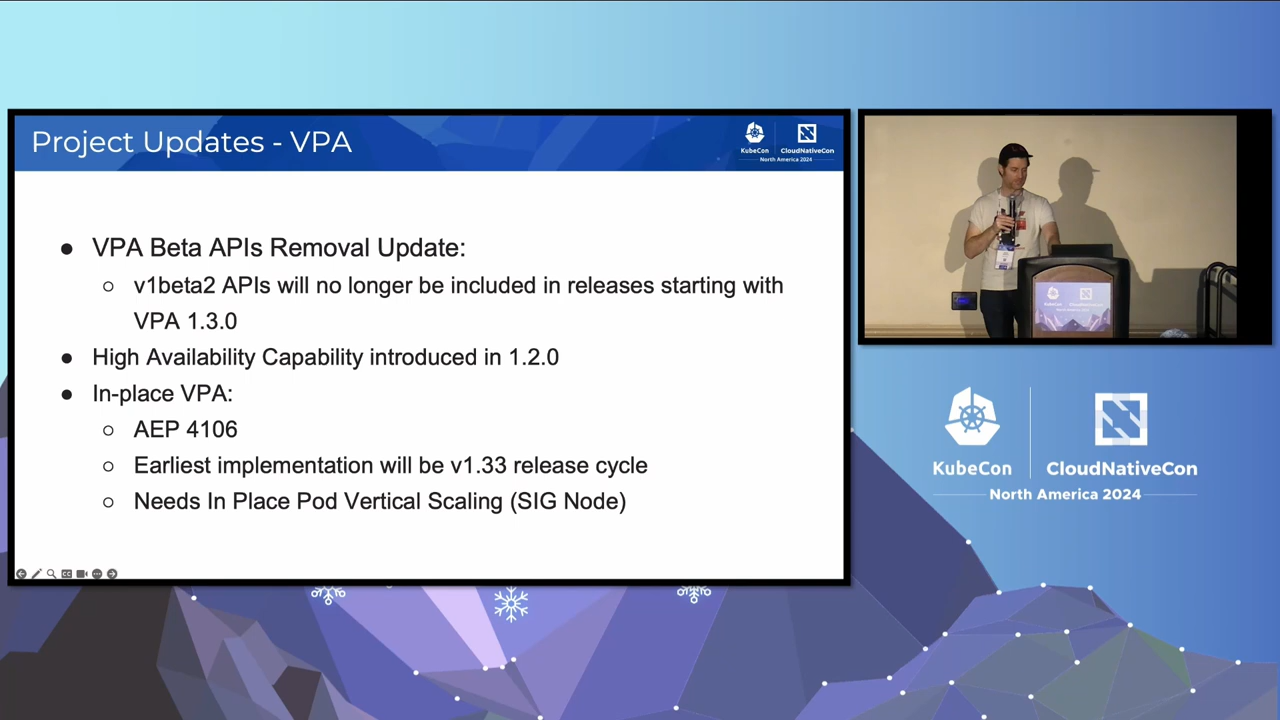 Project Updates - VPA
KubeCon
CloudNativeCon
North America 2024
● VPA Beta APIs Removal Update:
○ v1beta2 APIs will no longer be included in releases starting with
VPA 1.3.0
● High Availability Capability introduced in 1.2.0
● In-place VPA:
○ AEP 4106
○ Earliest implementation will be v1.33 release cycle
○ Needs In Place Pod Vertical Scaling (SIG Node)
KubeCon
CloudNativeCon
North America 2024